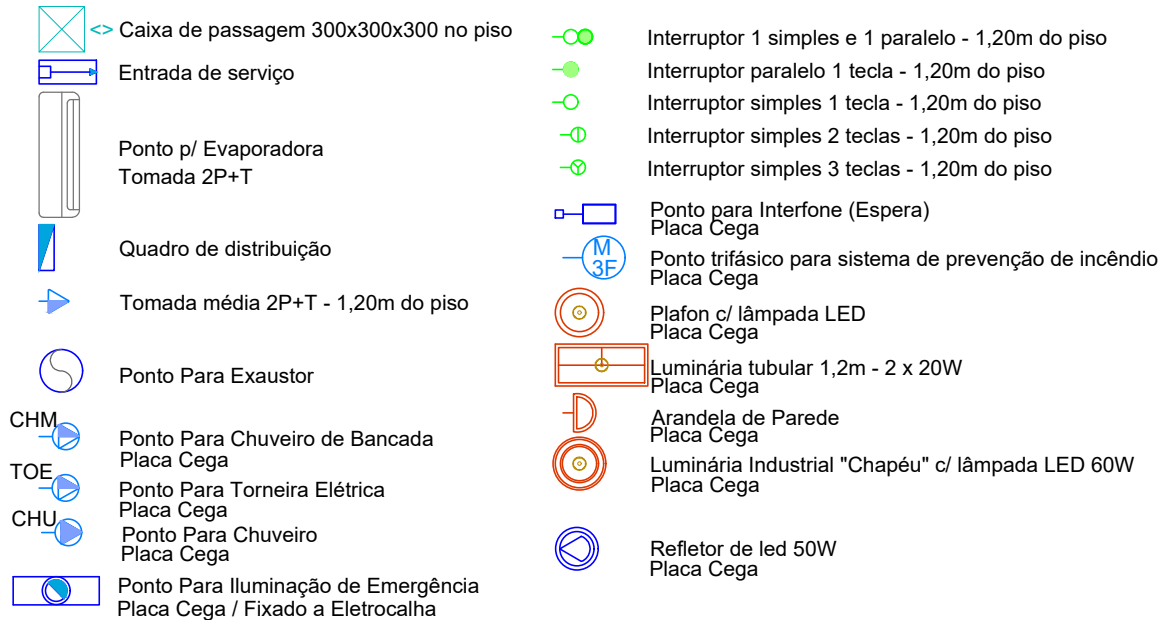 <> Caixa de passagem 300x300x300 no piso
Entrada de serviço
Ponto p/ Evaporadora
Tomada 2P+T
Quadro de distribuição
Tomada média 2P+T - 1,20m do piso
Ponto Para Exaustor
CHM
Ponto Para Chuveiro de Bancada
Placa Cega
TOE
Ponto Para Torneira Elétrica
Placa Cega
CHU
Ponto Para Chuveiro
Placa Cega
Ponto Para Iluminação de Emergência
Placa Cega / Fixado a Eletrocalha
Interruptor 1 simples e 1 paralelo - 1,20m do piso
Interruptor paralelo 1 tecla - 1,20m do piso
Interruptor simples 1 tecla - 1,20m do piso
Interruptor simples 2 teclas - 1,20m do piso
Interruptor simples 3 teclas - 1,20m do piso
Ponto para Interfone (Espera)
Placa Cega
M
3F
Ponto trifásico para sistema de prevenção de incêndio
Placa Cega
Plafon c/ lâmpada LED
Placa Cega
Luminária tubular 1,2m - 2 x 20W
Placa Cega
Arandela de Parede
Placa Cega
Luminária Industrial "Chapéu" c/ lâmpada LED 60W
Placa Cega
Refletor de led 50W
Placa Cega